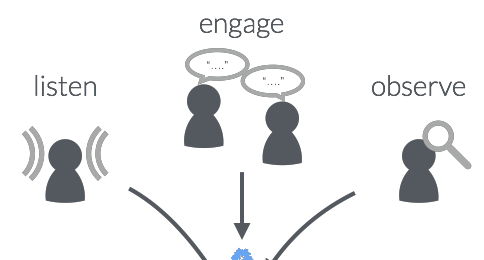 engage
listen
observe
"...."
"...."